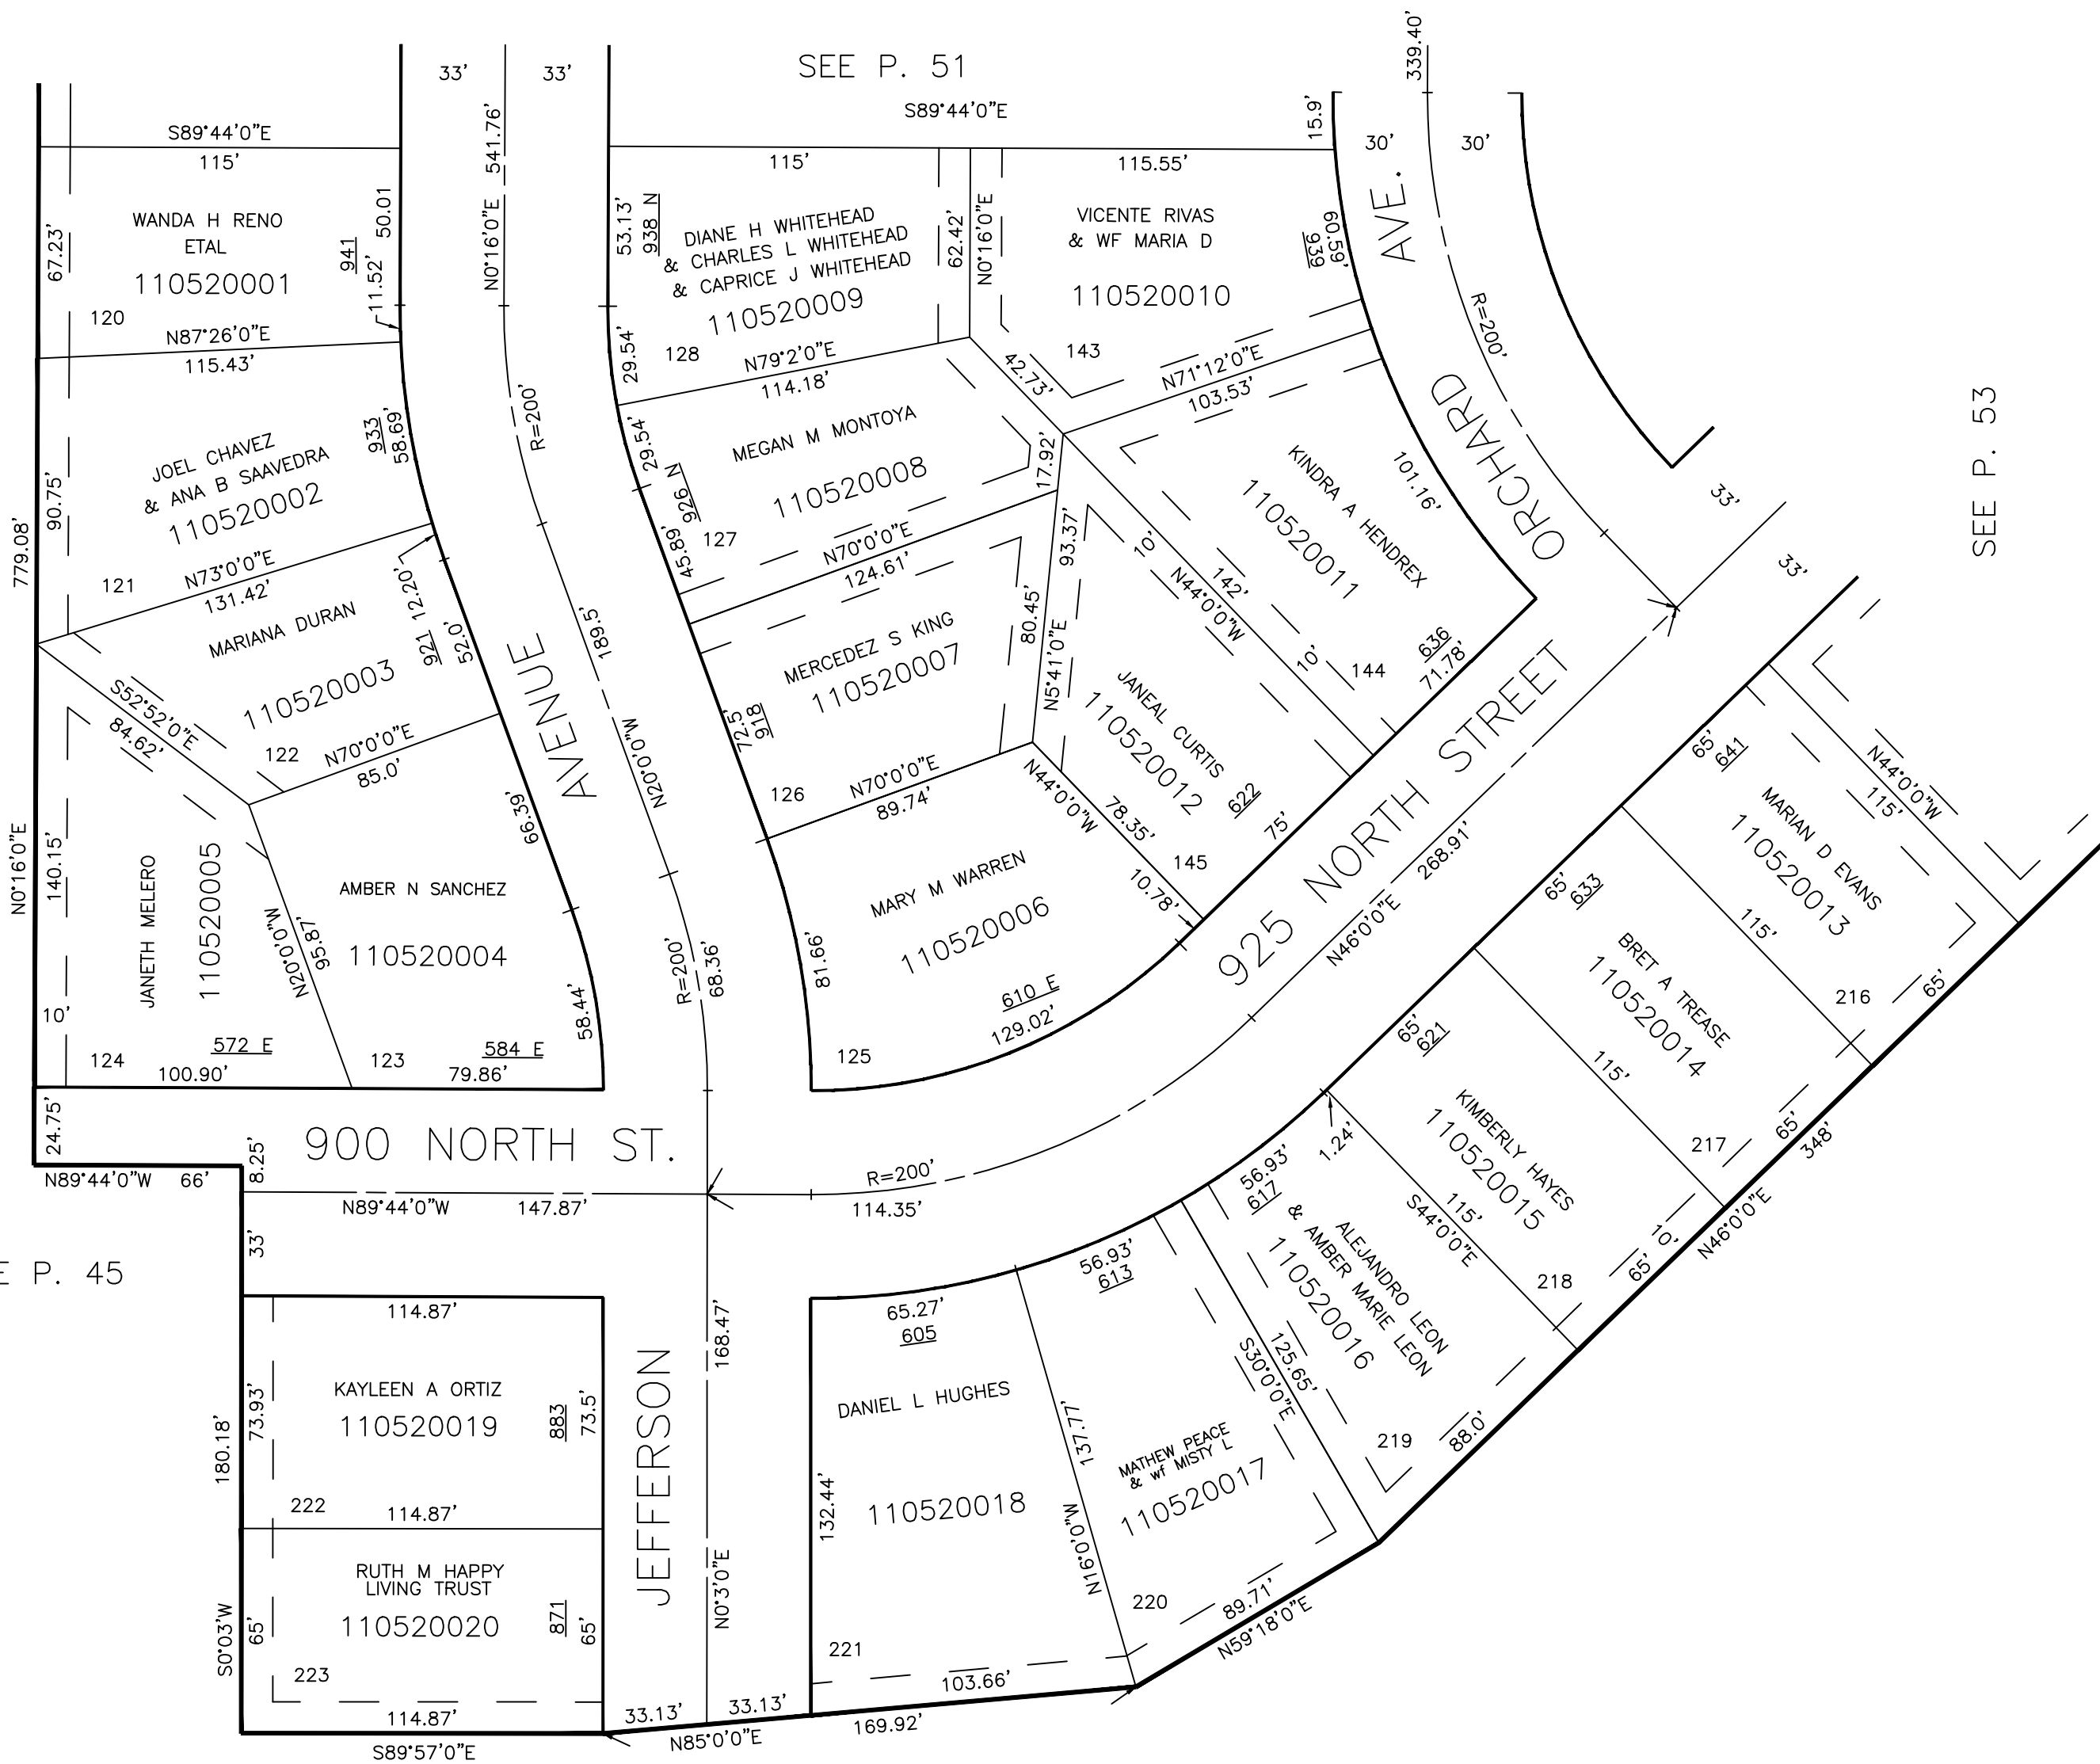 SEE P. 51
S89°44'0"E
33' 33'
541.76'
N0°16'0"E
339.40'
15.9'
30' 30'
S89°44'0"E
115'
WANDA H RENO
ETAL
110520001
67.23'
941
50.01
11.52'
120
N87°26'0"E
115.43'
115'
53.13'
938 N
DIANE H WHITEHEAD
& CHARLES L WHITEHEAD
& CAPRICE J WHITEHEAD
110520009
62.42'
N0°16'0"E
29.54'
128
N79°2'0"E
114.18'
115.55'
VICENTE RIVAS
& WF MARIA D
110520010
60.59'
939
143
42.73'
N71°12'0"E
103.53'
ORCHARD AVE.
R=200'
SEE P. 53
JOEL CHAVEZ
& ANA B SAAVEDRA
110520002
933
58.69'
90.75'
779.08'
121
N73°0'0"E
131.42'
R=200'
MEGAN M MONTOYA
110520008
29.54'
926 N
45.89'
127
17.92'
N70°0'0"E
124.61'
KINDRA A HENDREX
110520011
101.16'
10'
142'
N44°0'0"W
10'
144
636
71.78'
33'
33'
MARIANA DURAN
110520003
12.20'
921
52.0'
S52°52'0"E
84.62'
122
N70°0'0"E
85.0'
AVENUE
189.5'
N20°0'0"W
MERCEDEZ S KING
110520007
93.37'
80.45'
N5°41'0"E
72.5'
918
126
N70°0'0"E
89.74'
JANEAL CURTIS
110520012
622
75'
N44°0'0"W
78.35'
145
10.78'
925 NORTH STREET
268.91'
N46°0'0"E
N0°16'0"E
140.15'
JANETH MELERO
110520005
10'
124
572 E
100.90'
N20°0'0"W
95.87'
AMBER N SANCHEZ
110520004
66.39'
58.44'
123
584 E
79.86'
R=200'
68.36'
MARY M WARREN
110520006
81.66'
610 E
129.02'
125
65'
641
MARIAN D EVANS
110520013
N44°0'0"W
115'
115'
216
65'
65'
633
BRET A TREASE
110520014
115'
217
65'
348'
65'
621
KIMBERLY HAYES
110520015
1.24'
115'
S44°0'0"E
218
10'
65'
N46°0'0"E
24.75'
900 NORTH ST.
N89°44'0"W 66'
8.25'
N89°44'0"W 147.87'
R=200'
114.35'
33'
E P. 45
56.93'
617
ALEJANDRO LEON
& AMBER MARIE LEON
110520016
219
88.0'
56.93'
613
S30°0'0"E
125.65'
MATHEW PEACE
& wf MISTY L
110520017
220
89.71'
N59°18'0"E
65.27'
605
DANIEL L HUGHES
110520018
137.77'
N16°0'0"W
132.44'
221
103.66'
169.92'
114.87'
KAYLEEN A ORTIZ
110520019
180.18'
73.93'
883
73.5'
222
114.87'
JEFFERSON
168.47'
N0°3'0"E
RUTH M HAPPY
LIVING TRUST
110520020
S0°03'W
65'
871
65'
223
114.87'
S89°57'0"E
33.13' 33.13'
N85°0'0"E